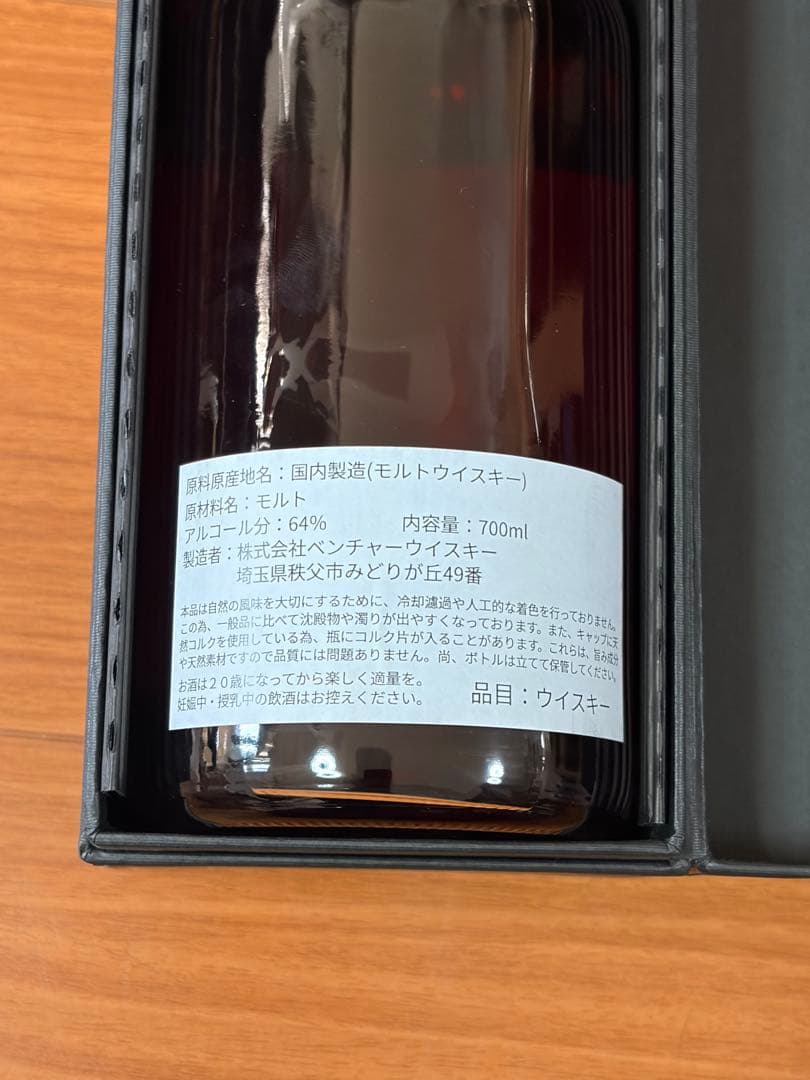 原料原産地名：国内製造(モルトウイスキー)
原材料名：モルト
アルコール分：64%　内容量：700ml
製造者：株式会社ベンチャーウイスキー
埼玉県秩父市みどりが丘49番
本品は自然の風味を大切にするために、冷却濾過や人工的な着色を行っておりません。
この為、一般品に比べて沈殿物や濁りが出やすくなっております。また、キャップに天
然コルクを使用している為、瓶にコルク片が入ることがあります。これらは、旨み成分
や天然素材ですので品質には問題ありません。尚、ボトルは立てて保管してください。
お酒は２０歳になってから楽しく適量を。
妊娠中・授乳中の飲酒はお控えください。　品目：ウイスキー